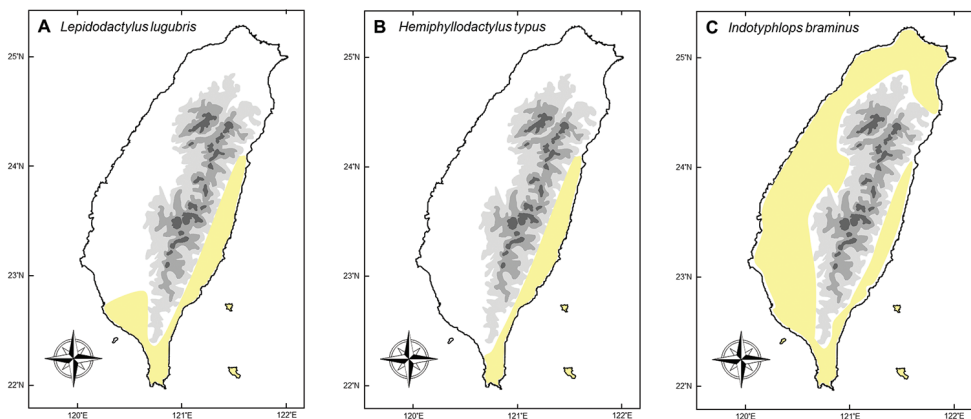 A Lepidodactylus lugubris
25°N
24°N
23°N
22°N
120°E 121°E 122°E
B Hemiphyllodactylus typus
25°N
24°N
23°N
22°N
120°E 121°E 122°E
C Indotyphlops braminus
25°N
24°N
23°N
22°N
120°E 121°E 122°E